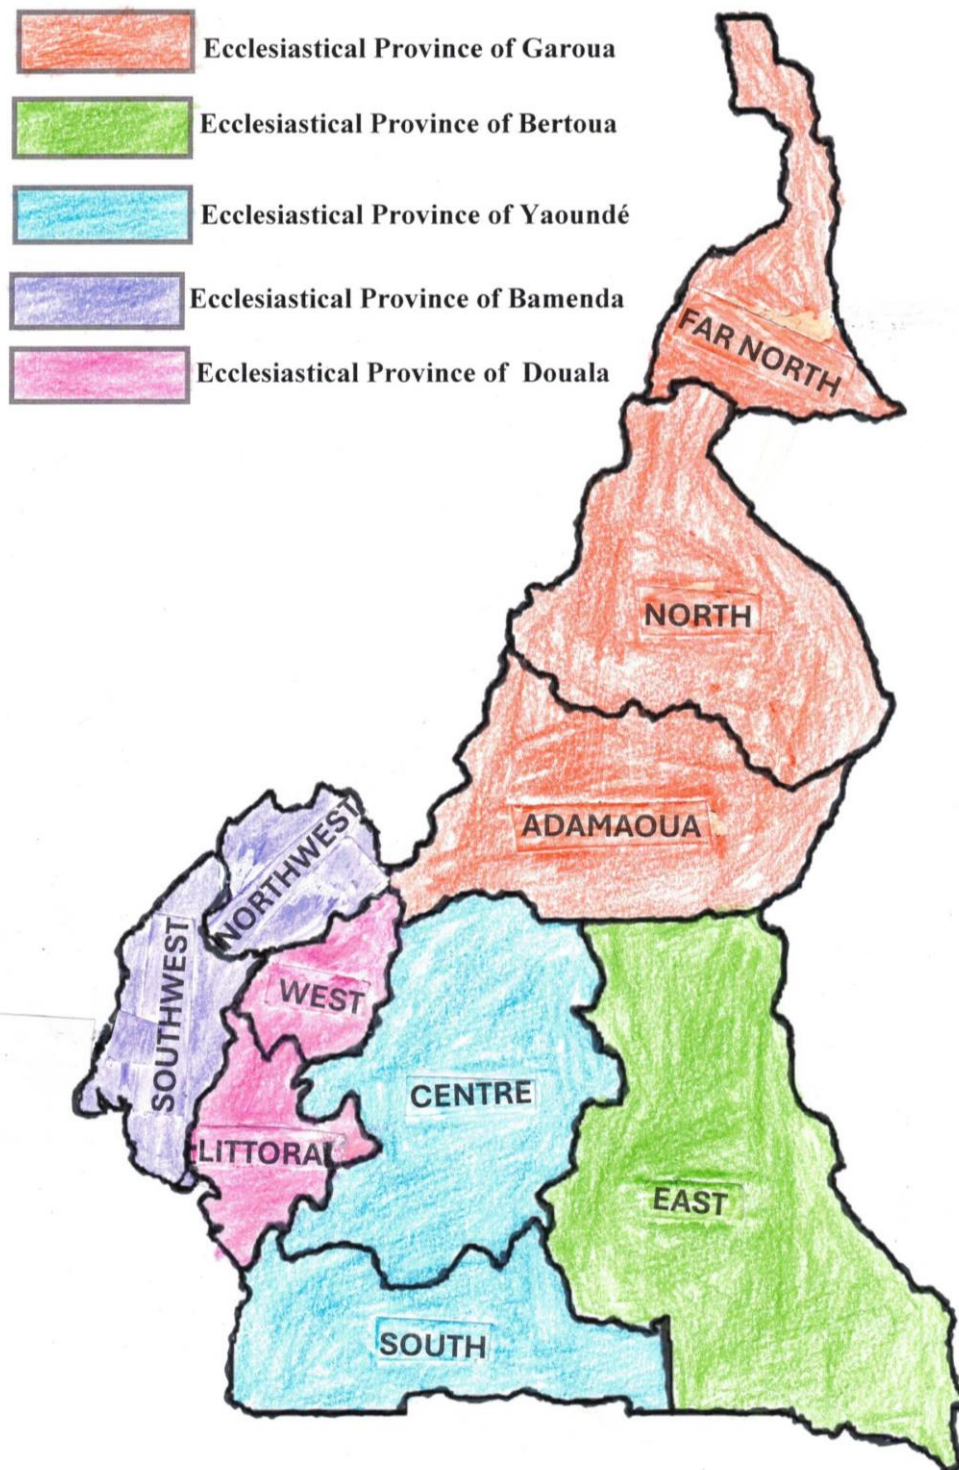 Ecclesiastical Province of Garoua
Ecclesiastical Province of Bertoua
Ecclesiastical Province of Yaoundé
Ecclesiastical Province of Bamenda
Ecclesiastical Province of Douala
FAR NORTH
NORTH
ADAMAOUA
NORTHWEST
SOUTHWEST
WEST
CENTRE
LITTORAL
EAST
SOUTH